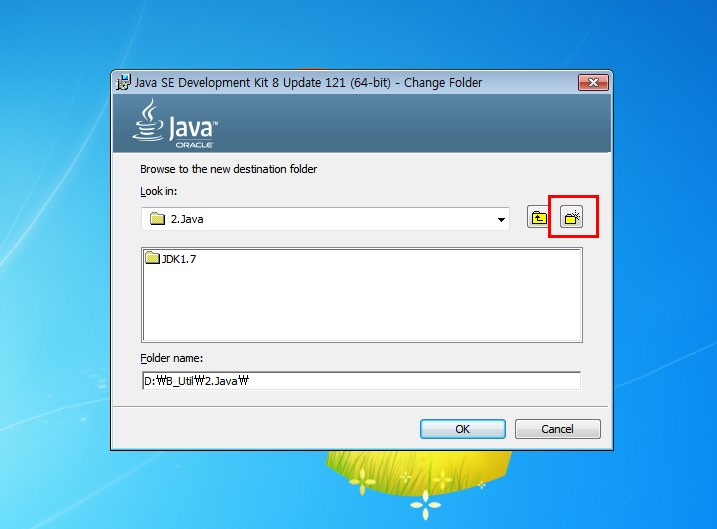 Java SE Development Kit 8 Update 121 (64-bit) - Change Folder
Java™
ORACLE
Browse to the new destination folder
Look in:
2.Java
JDK1.7
Folder name:
D:₩B_Util₩2.Java₩
OK
Cancel